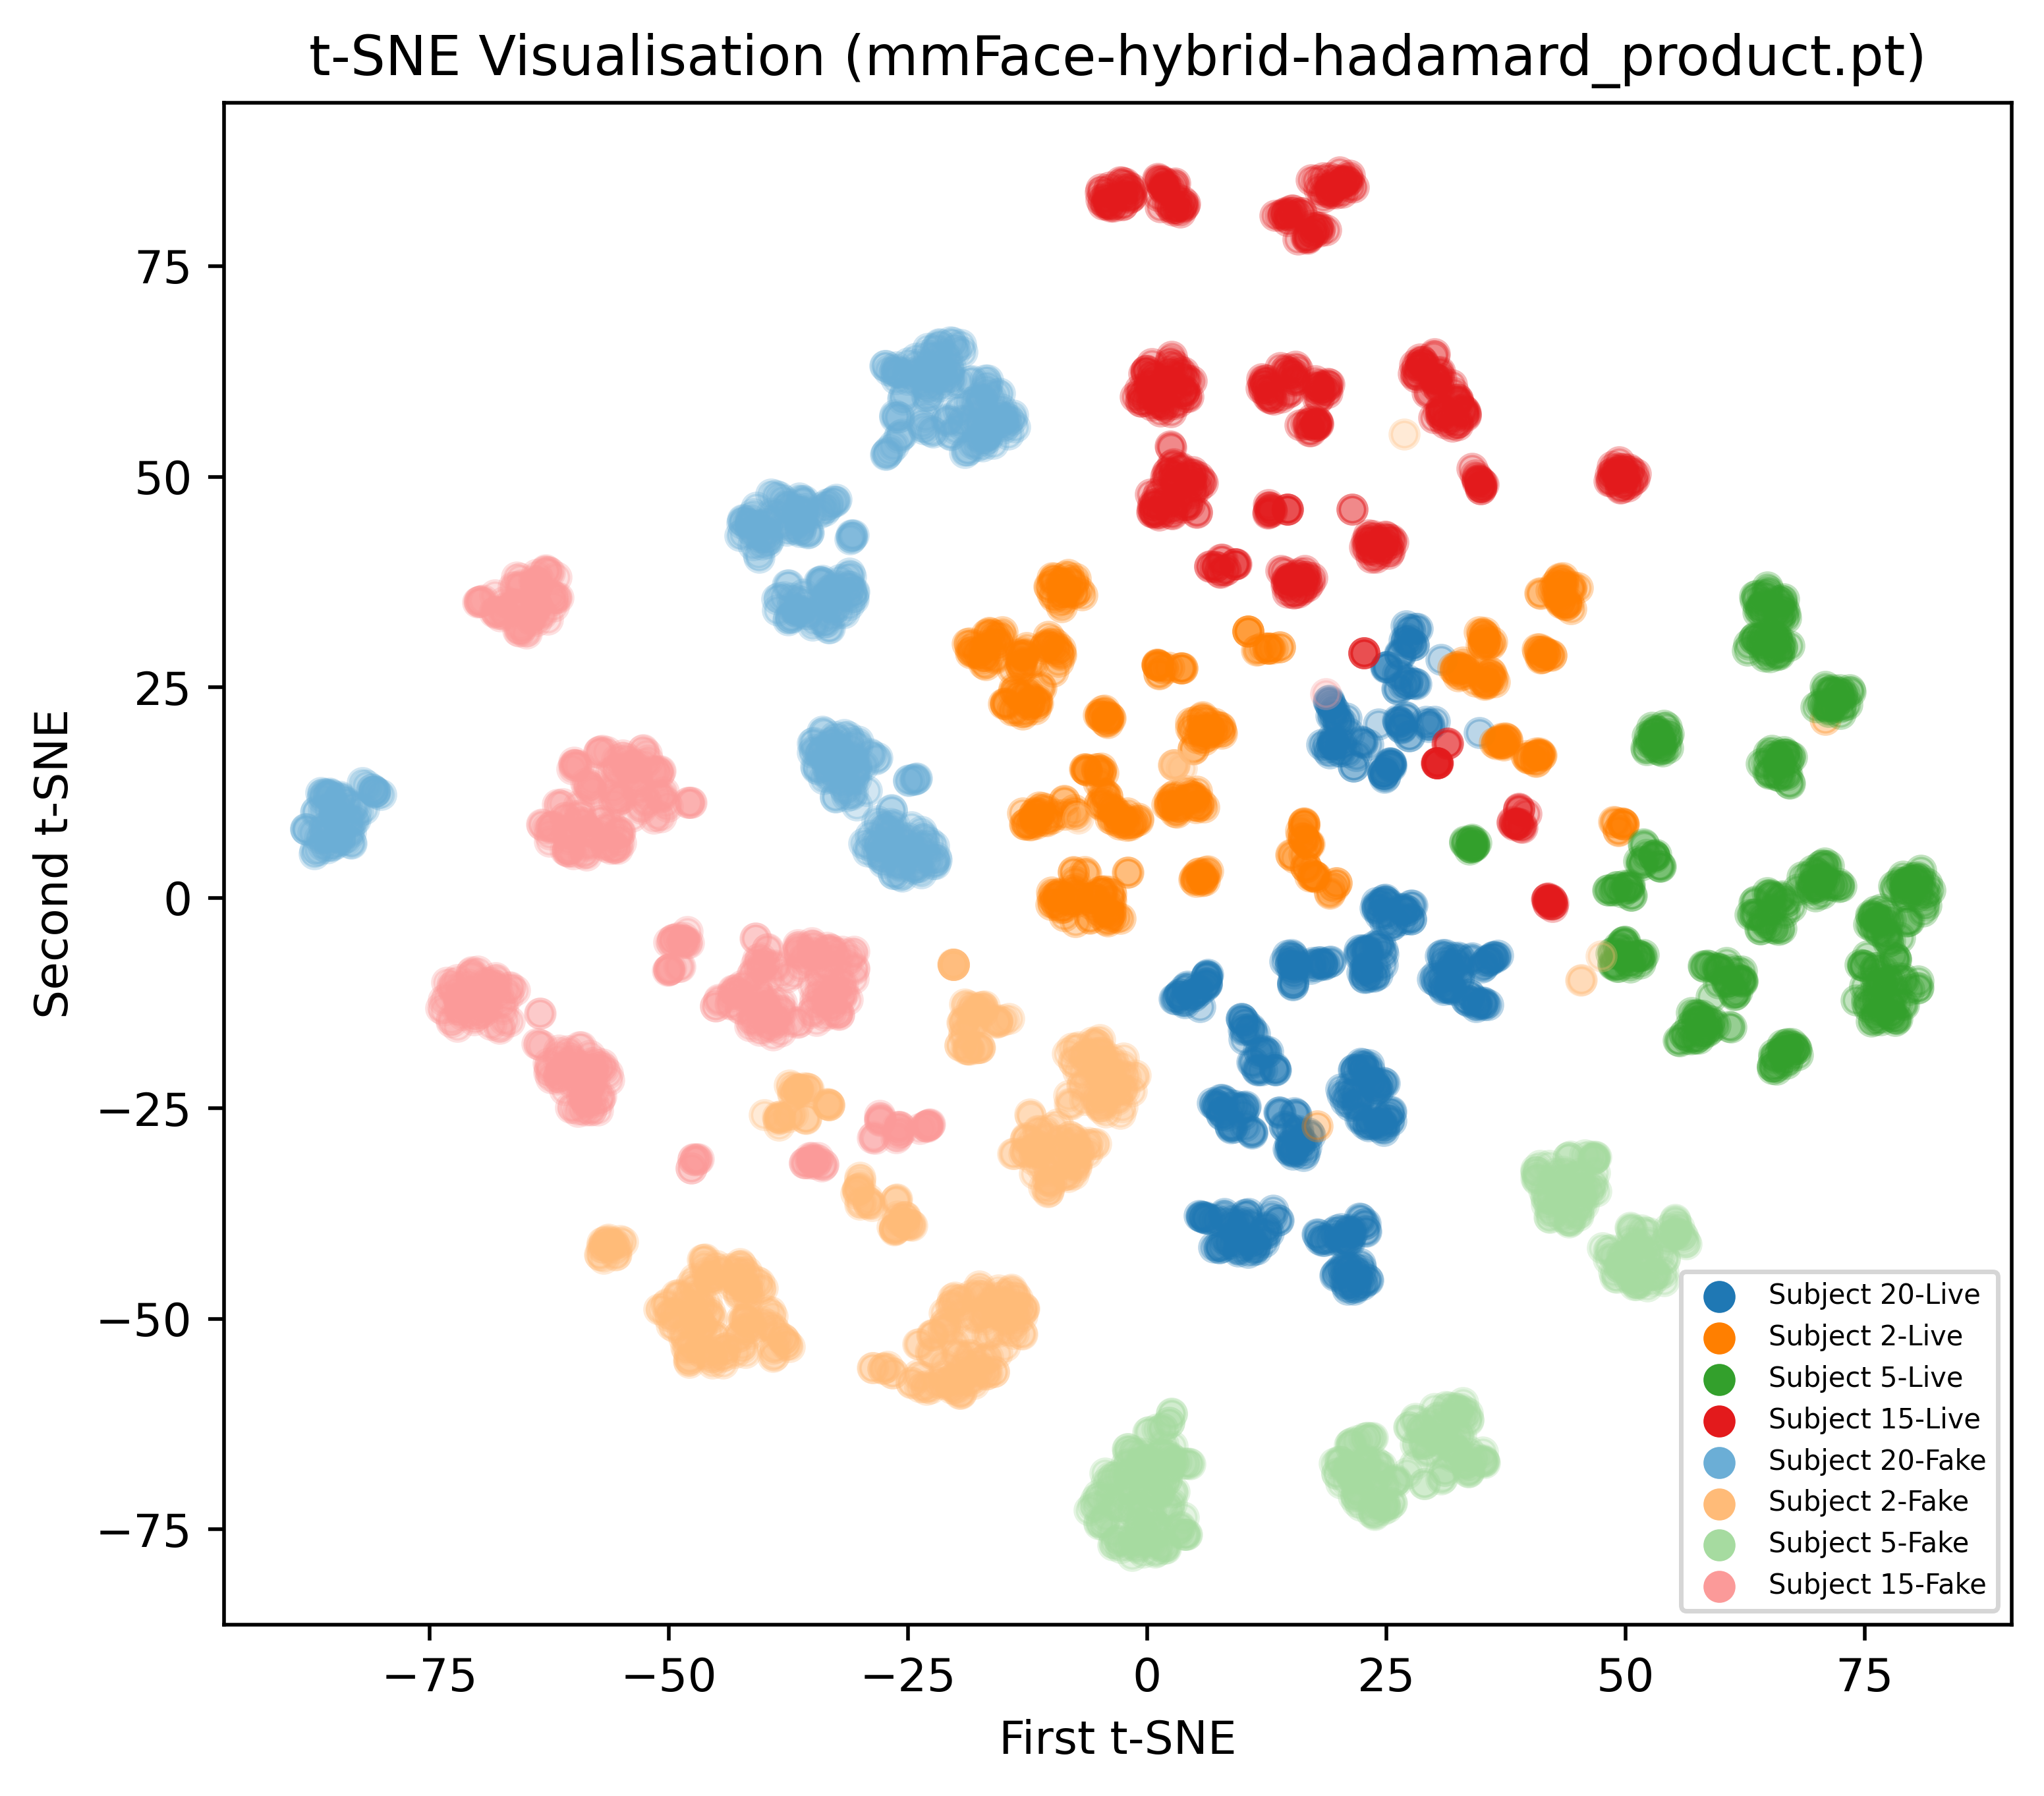 t-SNE Visualisation (mmFace-hybrid-hadamard_product.pt)
Second t-SNE
75
50
25
0
−25
−50
−75
−75
−50
−25
0
25
50
75
First t-SNE
Subject 20-Live
Subject 2-Live
Subject 5-Live
Subject 15-Live
Subject 20-Fake
Subject 2-Fake
Subject 5-Fake
Subject 15-Fake